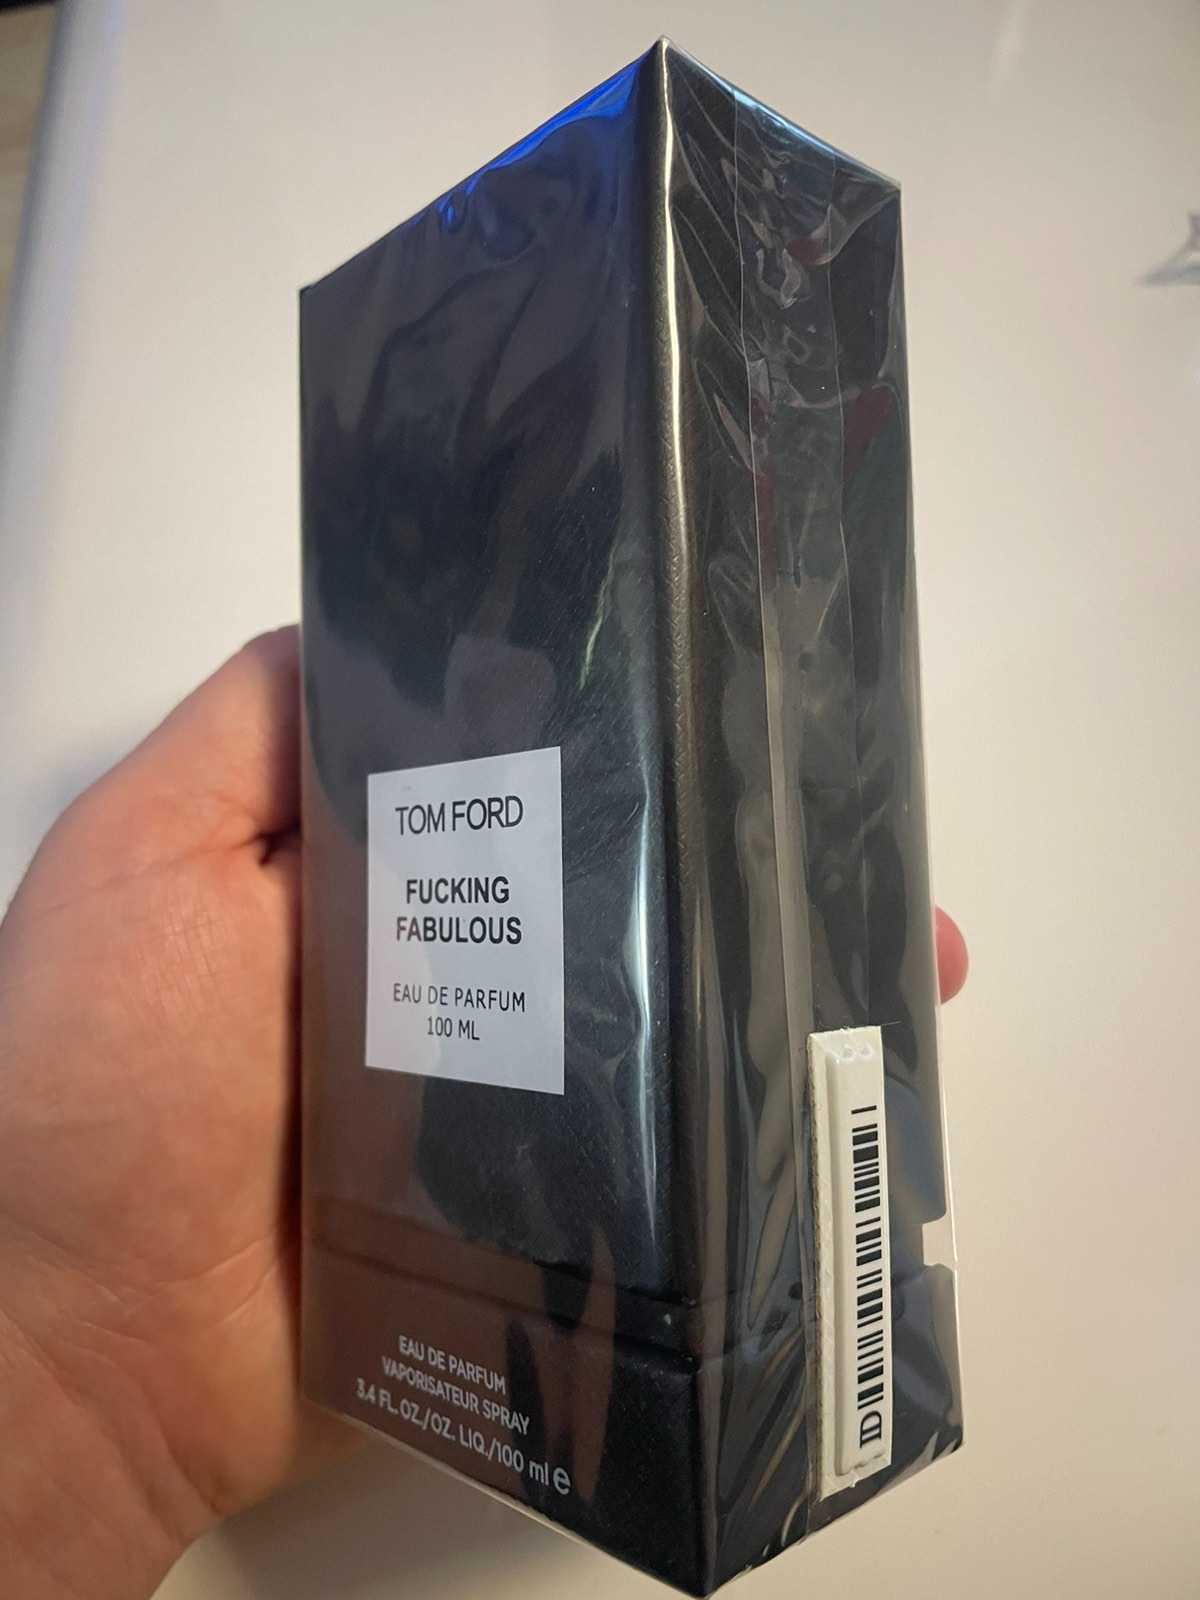 TOM FORD
FUCKING
FABULOUS
EAU DE PARFUM
100 ML
EAU DE PARFUM
VAPORISATEUR SPRAY
3.4 FL.OZ./OZ. LIQ./100 ml e
ID